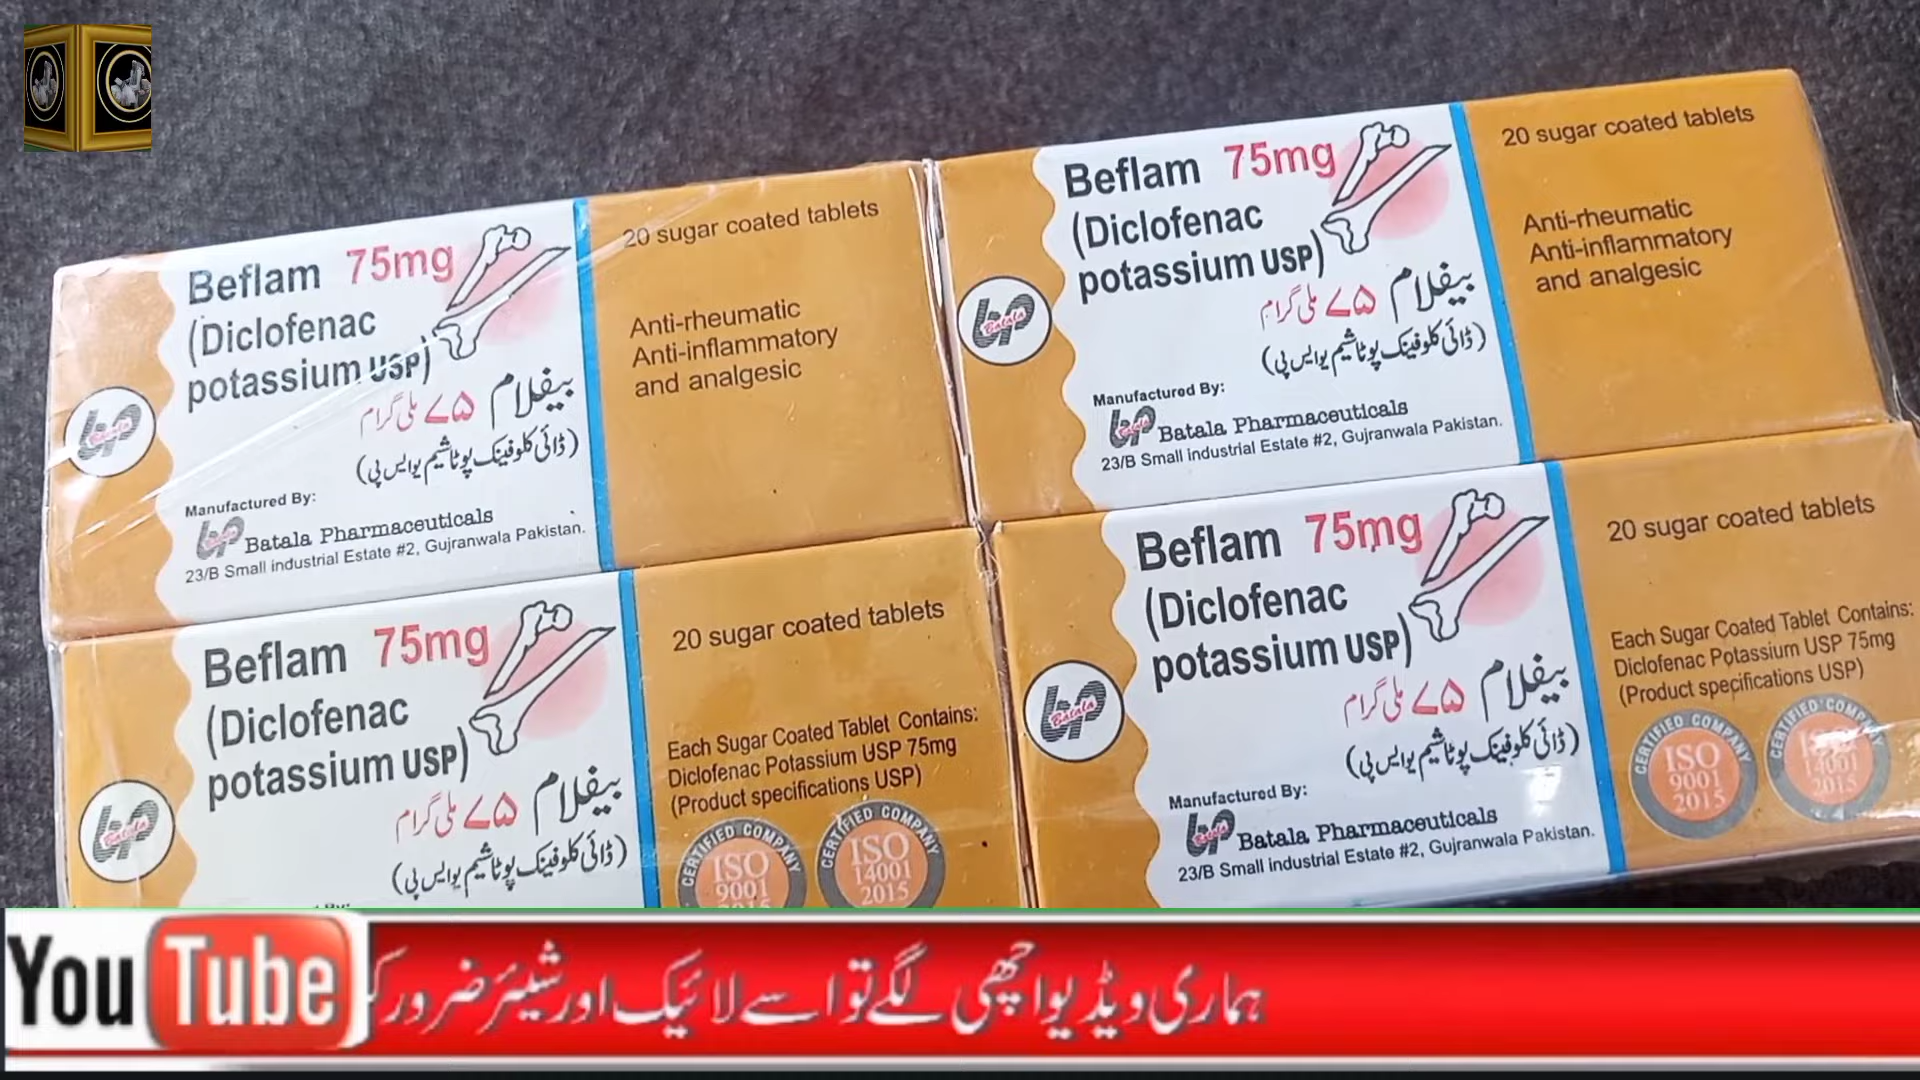 Beflam 75mg
(Diclofenac
potassium USP)
بیفلام ۷۵ ملی گرام
(ڈائی کلوفینک پوٹاشیم یو ایس پی)
Manufactured By:
Batala
Batala Pharmaceuticals
23/B Small industrial Estate #2, Gujranwala Pakistan.
20 sugar coated tablets
Anti-rheumatic
Anti-inflammatory
and analgesic
Beflam 75mg
(Diclofenac
potassium USP)
بیفلام ۷۵ ملی گرام
(ڈائی کلوفینک پوٹاشیم یو ایس پی)
Manufactured By:
Batala
Batala Pharmaceuticals
23/B Small industrial Estate #2, Gujranwala Pakistan.
20 sugar coated tablets
Anti-rheumatic
Anti-inflammatory
and analgesic
Beflam 75mg
(Diclofenac
potassium USP)
بیفلام ۷۵ ملی گرام
(ڈائی کلوفینک پوٹاشیم یو ایس پی)
Batala
20 sugar coated tablets
Each Sugar Coated Tablet Contains:
Diclofenac Potassium USP 75mg
(Product specifications USP)
CERTIFIED COMPANY
ISO
9001
2015
CERTIFIED COMPANY
ISO
14001
2015
Beflam 75mg
(Diclofenac
potassium USP)
بیفلام ۷۵ ملی گرام
(ڈائی کلوفینک پوٹاشیم یو ایس پی)
Manufactured By:
Batala
Batala Pharmaceuticals
23/B Small industrial Estate #2, Gujranwala Pakistan.
20 sugar coated tablets
Each Sugar Coated Tablet Contains:
Diclofenac Potassium USP 75mg
(Product specifications USP)
CERTIFIED COMPANY
ISO
9001
2015
CERTIFIED COMPANY
ISO
14001
2015
YouTube
ہماری ویڈیو اچھی لگے تو اسے لائیک اور شیئر ضرور